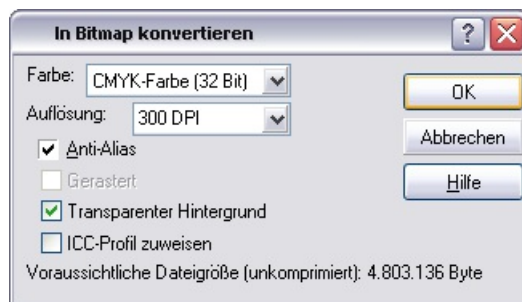 In Bitmap konvertieren
Farbe: CMYK-Farbe (32 Bit)
OK
Auflösung: 300 DPI
Abbrechen
Anti-Alias
Gerastert
Hilfe
Transparenter Hintergrund
ICC-Profil zuweisen
Voraussichtliche Dateigröße (unkomprimiert): 4.803.136 Byte